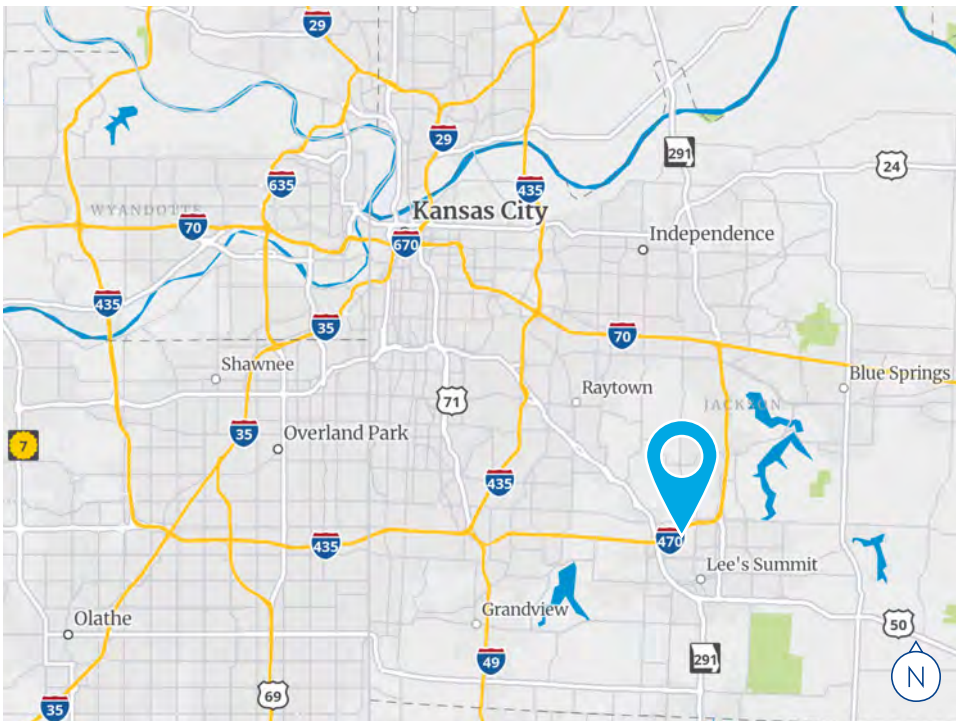 29
29
291
24
635
435
WYANDOTTE
Kansas City
70
670
Independence
435
35
70
Shawnee
Blue Springs
Raytown
71
JACKSON
7
35
Overland Park
435
435
470
Lee's Summit
Grandview
Olathe
50
49
291
N
69
35